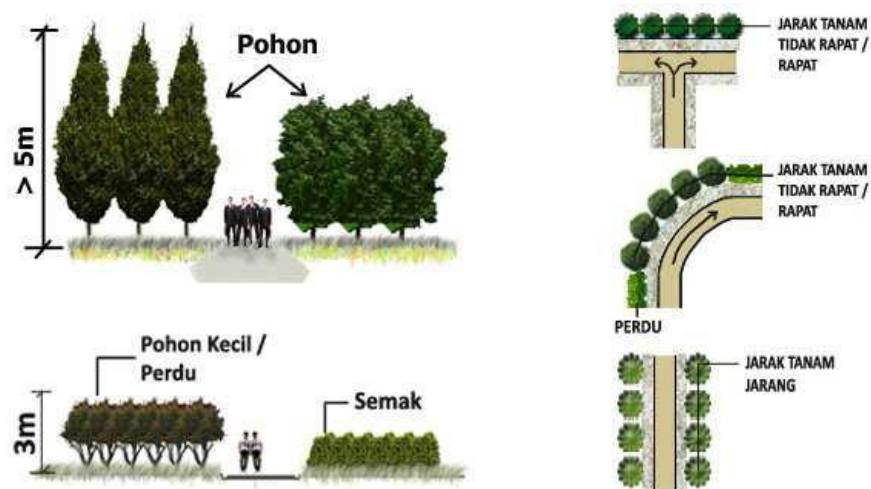 Pohon
> 5m
Pohon Kecil /
Perdu
Semak
3m
JARAK TANAM
TIDAK RAPAT /
RAPAT
JARAK TANAM
TIDAK RAPAT /
RAPAT
PERDU
JARAK TANAM
JARANG